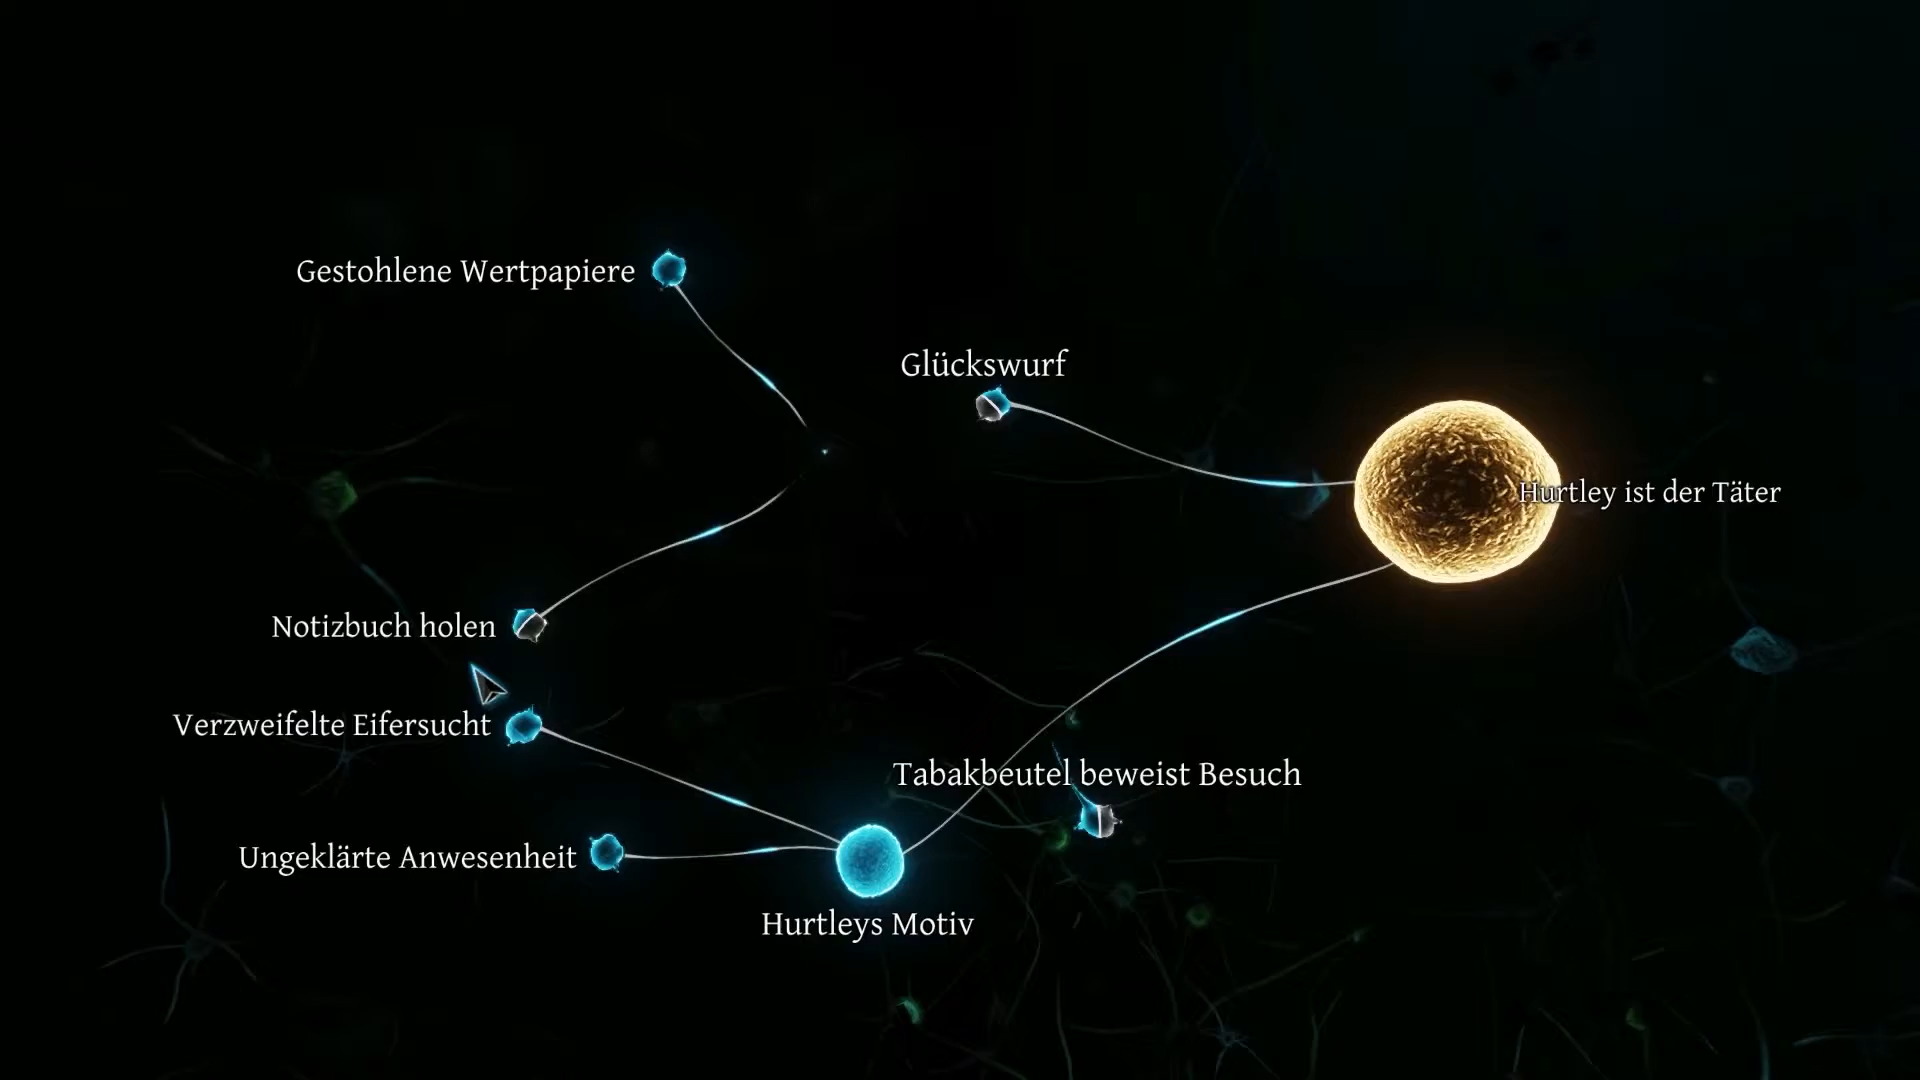 Gestohlene Wertpapiere
Glückswurf
Hurtley ist der Täter
Notizbuch holen
Verzweifelte Eifersucht
Tabakbeutel beweist Besuch
Ungeklärte Anwesenheit
Hurtleys Motiv